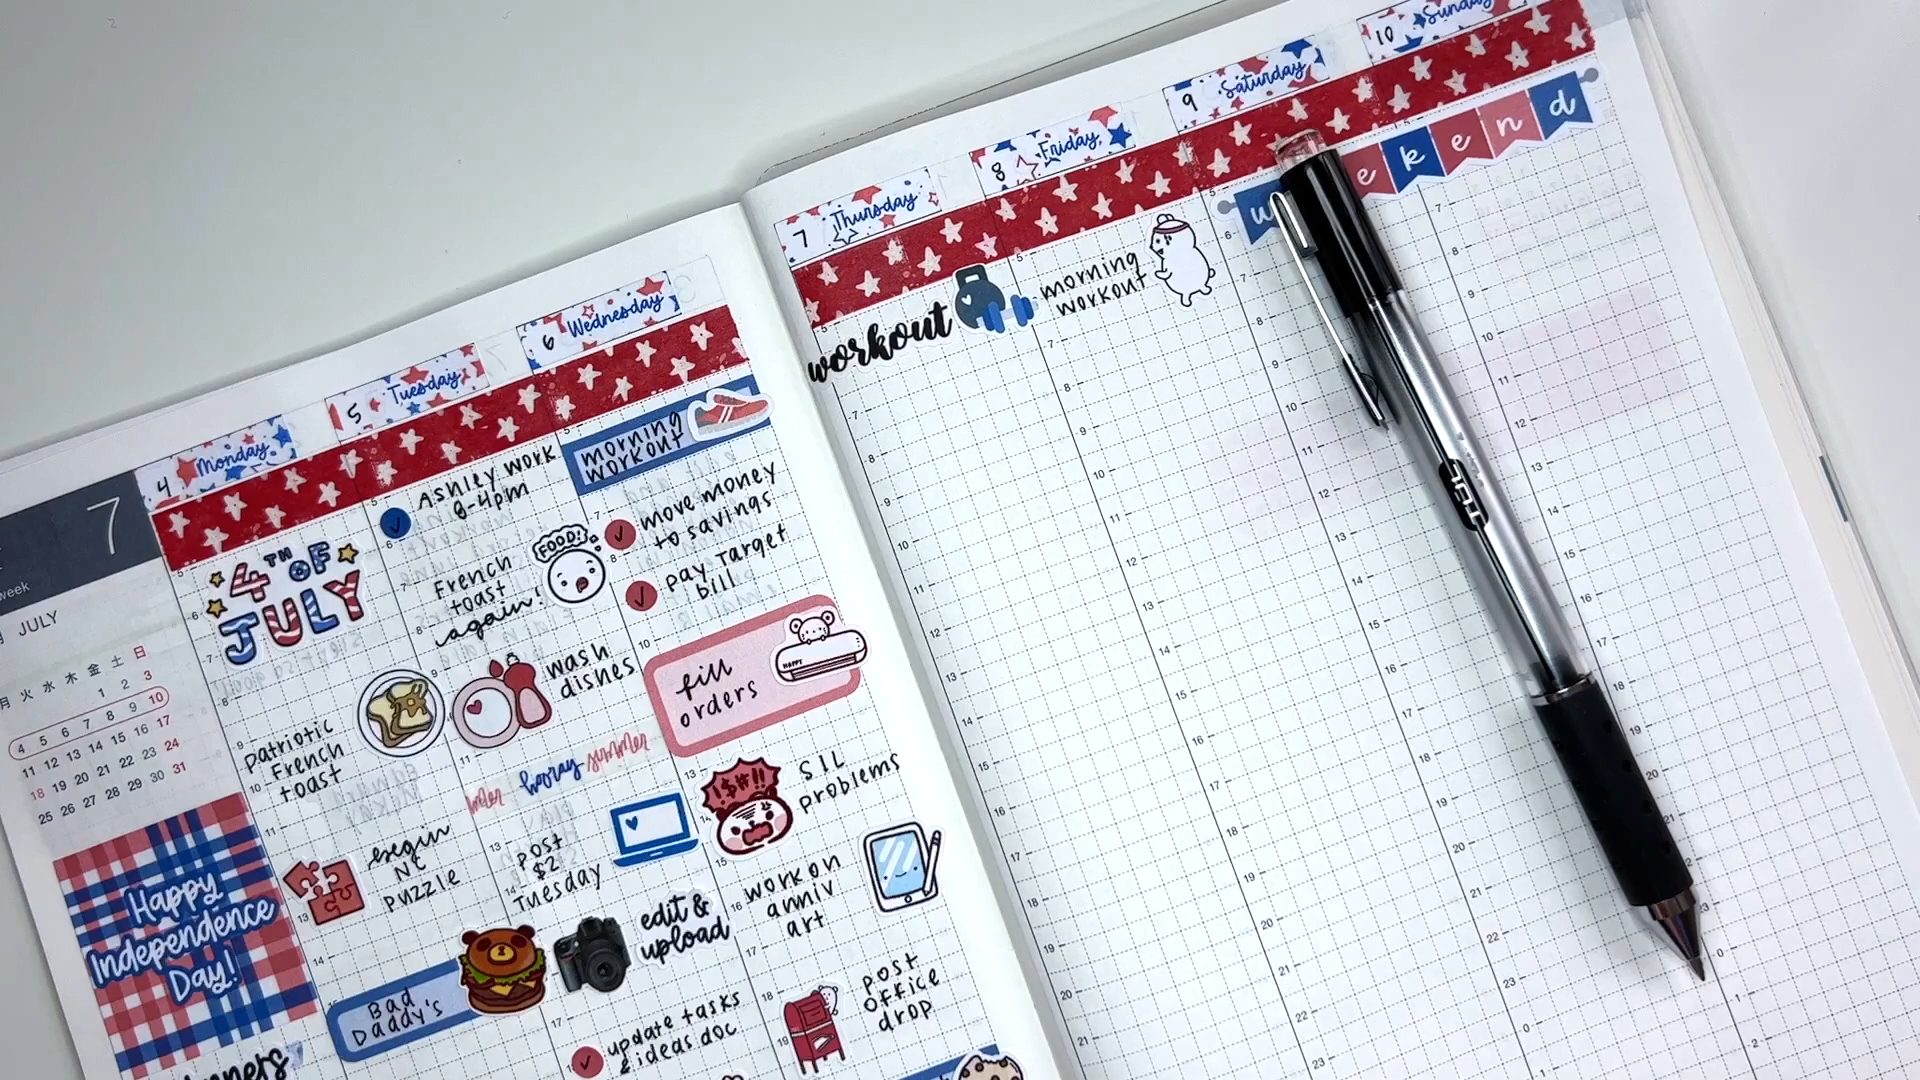 7
week
月 JULY
月 火 水 木 金 土 日
1 2 3
4 5 6 7 8 9 10
11 12 13 14 15 16 17
18 19 20 21 22 23 24
25 26 27 28 29 30 31
Happy
Independence
Day!
4 Monday
4TH OF
JULY
patriotic
French
toast
begin
NC
puzzle
Bad
Daddy's
5 Tuesday
Ashley work
8-4pm
French
toast
again!
FOOD!
wash
dishes
hooray summer
post
$2
Tuesday
edit &
upload
update tasks
& ideas doc
6 Wednesday
morning
workout
move money
to savings
pay Target
bill
fill
orders
HAPPY
!$#!!
SIL
problems
work on
anniv
art
post
office
drop
7 Thursday
workout
8 Friday
morning
workout
9 Saturday
10 Sunday
w ekend
TUL